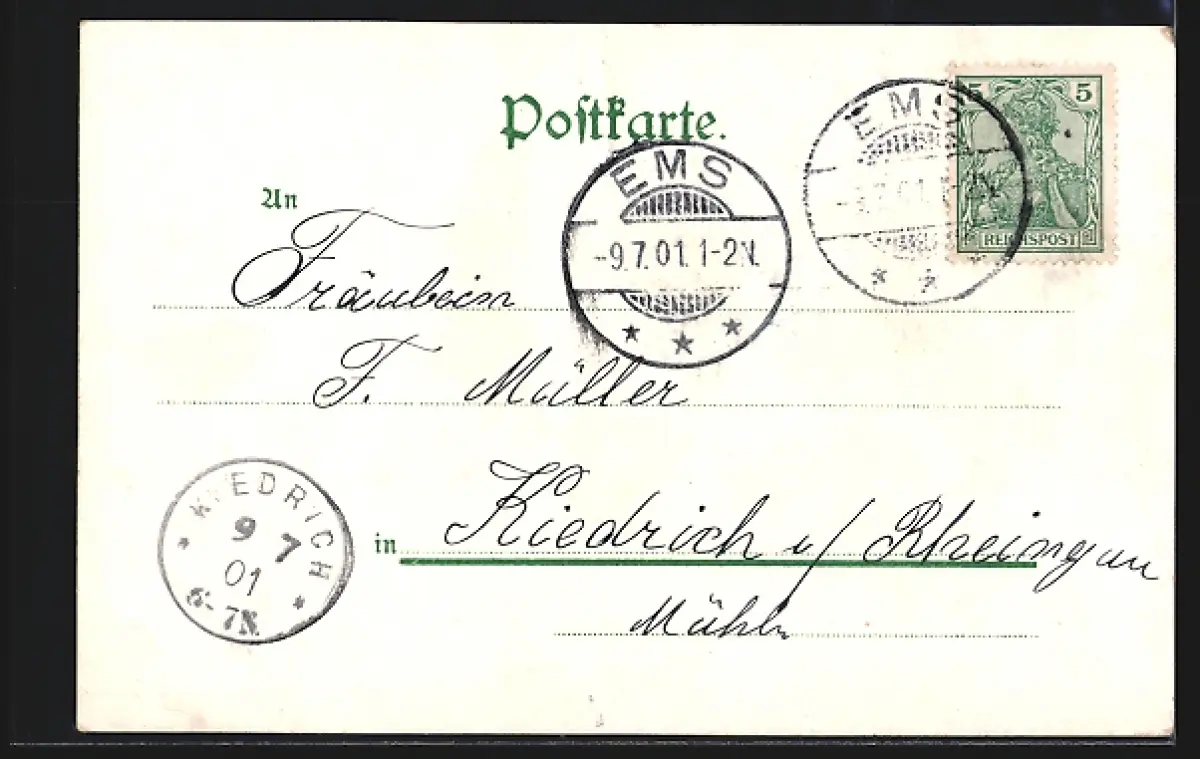 Postkarte.
EMS
-9.7.01. 1-2N.
EMS
5 5
REICHSPOST
An
Fräulein
F. Müller
KIEDRICH
9 7
01
6-7N.
in Kiedrich i/ Rheingau
Mühle